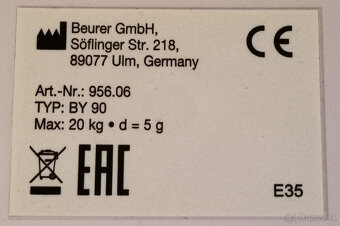 Beurer GmbH,
Söflinger Str. 218,
89077 Ulm, Germany
CE
Art.-Nr.: 956.06
TYP: BY 90
Max: 20 kg • d = 5 g
EAC
E35